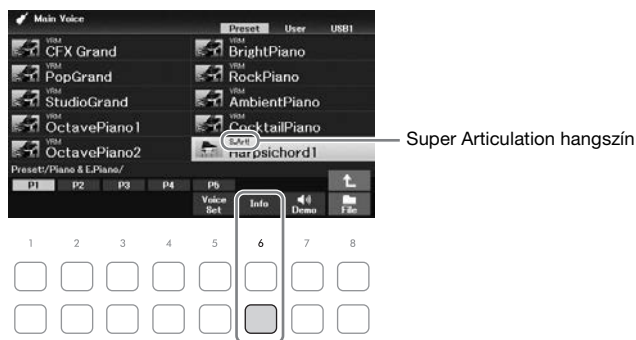 Main Voice
Preset User USB1
VRM VRM
CFX Grand BrightPiano
VRM VRM
PopGrand RockPiano
VRM VRM
StudioGrand AmbientPiano
VRM VRM
OctavePiano1 CocktailPiano
VRM S.Art!
OctavePiano2 Harpsichord1
Super Articulation hangszín
Preset:/Piano & E.Piano/
P1 P2 P3 P4 P5
Voice Set Info Demo File
1 2 3 4 5 6 7 8